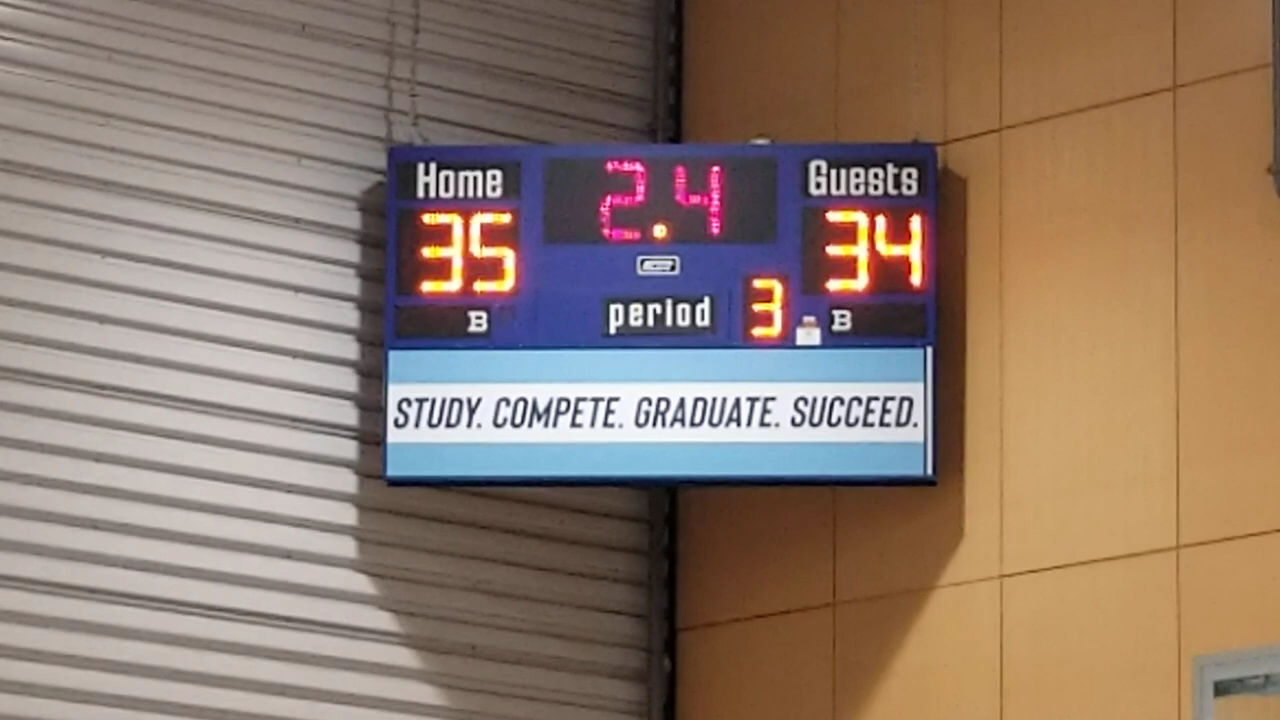 Home 2.4 Guests
35 34
B period 3 B
STUDY. COMPETE. GRADUATE. SUCCEED.